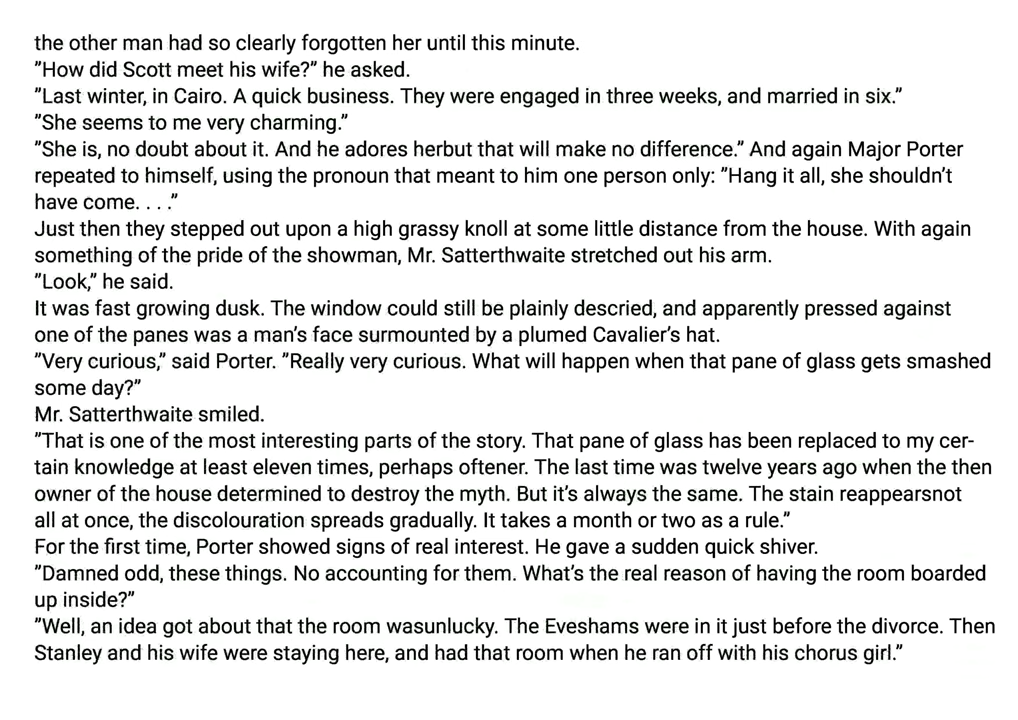 the other man had so clearly forgotten her until this minute.
”How did Scott meet his wife?” he asked.
”Last winter, in Cairo. A quick business. They were engaged in three weeks, and married in six.”
”She seems to me very charming.”
”She is, no doubt about it. And he adores herbut that will make no difference.” And again Major Porter
repeated to himself, using the pronoun that meant to him one person only: ”Hang it all, she shouldn’t
have come. . . .”
Just then they stepped out upon a high grassy knoll at some little distance from the house. With again
something of the pride of the showman, Mr. Satterthwaite stretched out his arm.
”Look,” he said.
It was fast growing dusk. The window could still be plainly descried, and apparently pressed against
one of the panes was a man’s face surmounted by a plumed Cavalier’s hat.
”Very curious,” said Porter. ”Really very curious. What will happen when that pane of glass gets smashed
some day?”
Mr. Satterthwaite smiled.
”That is one of the most interesting parts of the story. That pane of glass has been replaced to my cer-
tain knowledge at least eleven times, perhaps oftener. The last time was twelve years ago when the then
owner of the house determined to destroy the myth. But it’s always the same. The stain reappearsnot
all at once, the discolouration spreads gradually. It takes a month or two as a rule.”
For the first time, Porter showed signs of real interest. He gave a sudden quick shiver.
”Damned odd, these things. No accounting for them. What’s the real reason of having the room boarded
up inside?”
”Well, an idea got about that the room wasunlucky. The Eveshams were in it just before the divorce. Then
Stanley and his wife were staying here, and had that room when he ran off with his chorus girl.”